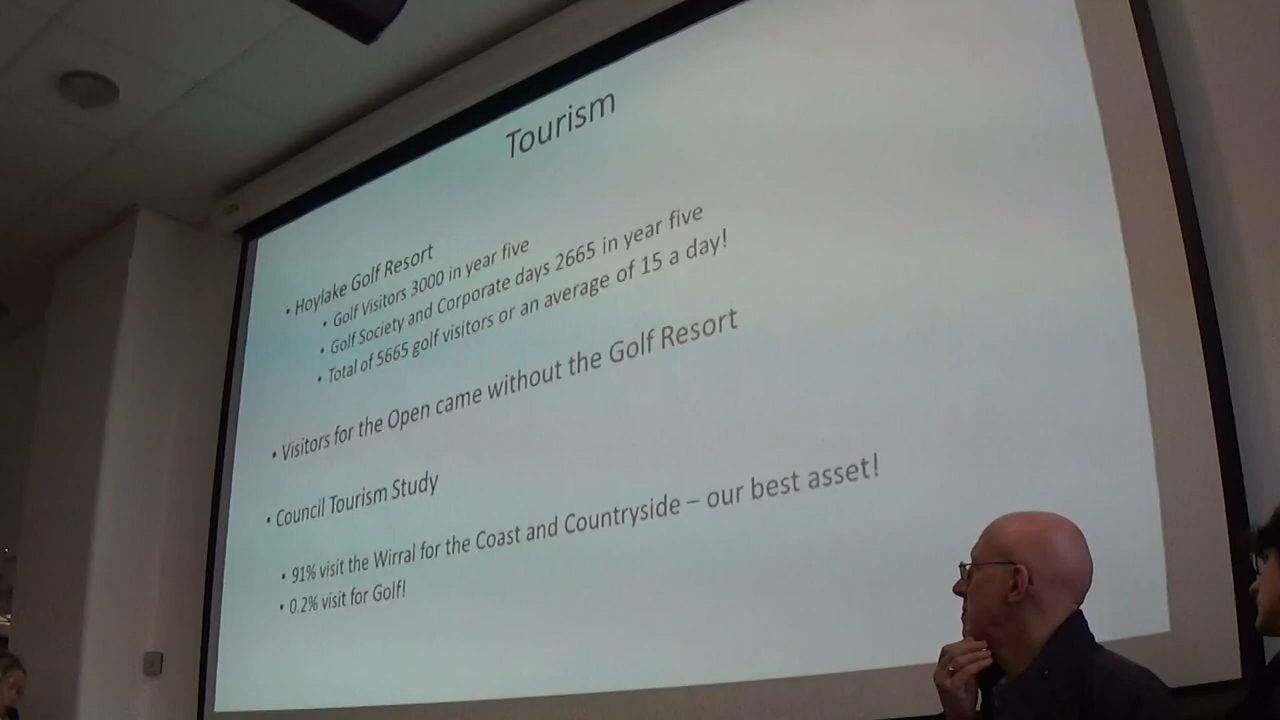 Tourism
• Hoylake Golf Resort
• Golf Visitors 3000 in year five
• Golf Society and Corporate days 2665 in year five
• Total of 5665 golf visitors or an average of 15 a day!
• Visitors for the Open came without the Golf Resort
• Council Tourism Study
• 91% visit the Wirral for the Coast and Countryside – our best asset!
• 0.2% visit for Golf!